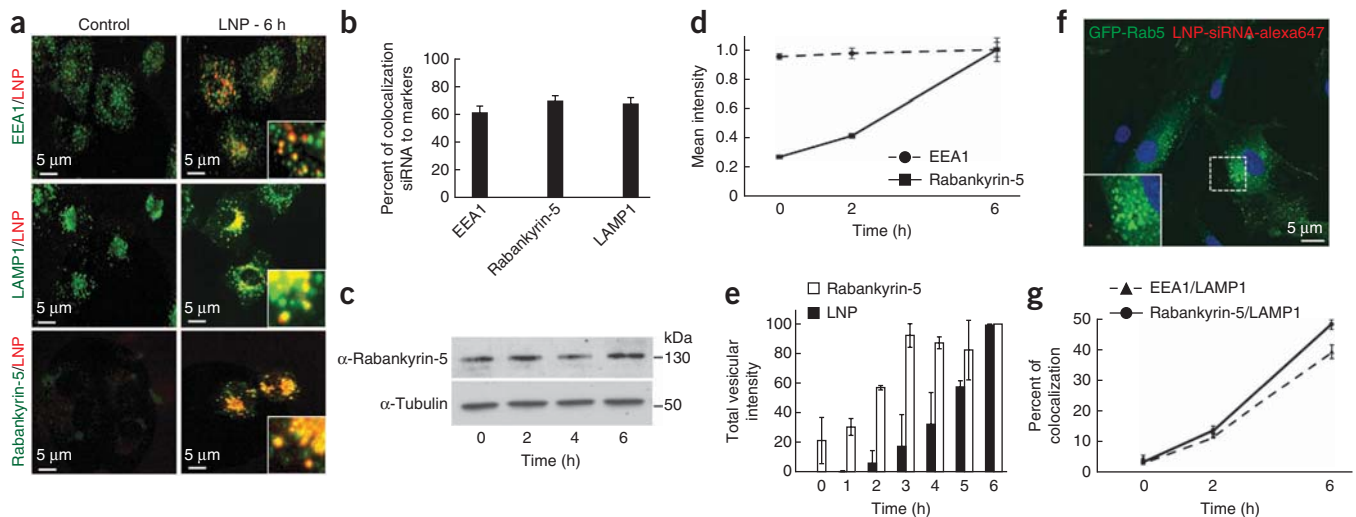 a
Control
LNP - 6 h
EEA1/LNP
5 µm
5 µm
LAMP1/LNP
5 µm
5 µm
Rabankyrin-5/LNP
5 µm
5 µm
b
Percent of colocalization
siRNA to markers
100
80
60
40
20
0
EEA1
Rabankyrin-5
LAMP1
c
kDa
α-Rabankyrin-5
130
α-Tubulin
50
0 2 4 6
Time (h)
d
Mean intensity
1.0
0.8
0.6
0.4
0.2
0
EEA1
Rabankyrin-5
0 2 6
Time (h)
e
Rabankyrin-5
LNP
Total vesicular
intensity
100
80
60
40
20
0
0 1 2 3 4 5 6
Time (h)
f
GFP-Rab5 LNP-siRNA-alexa647
5 µm
g
EEA1/LAMP1
Rabankyrin-5/LAMP1
Percent of
colocalization
50
40
30
20
10
0
0 2 6
Time (h)